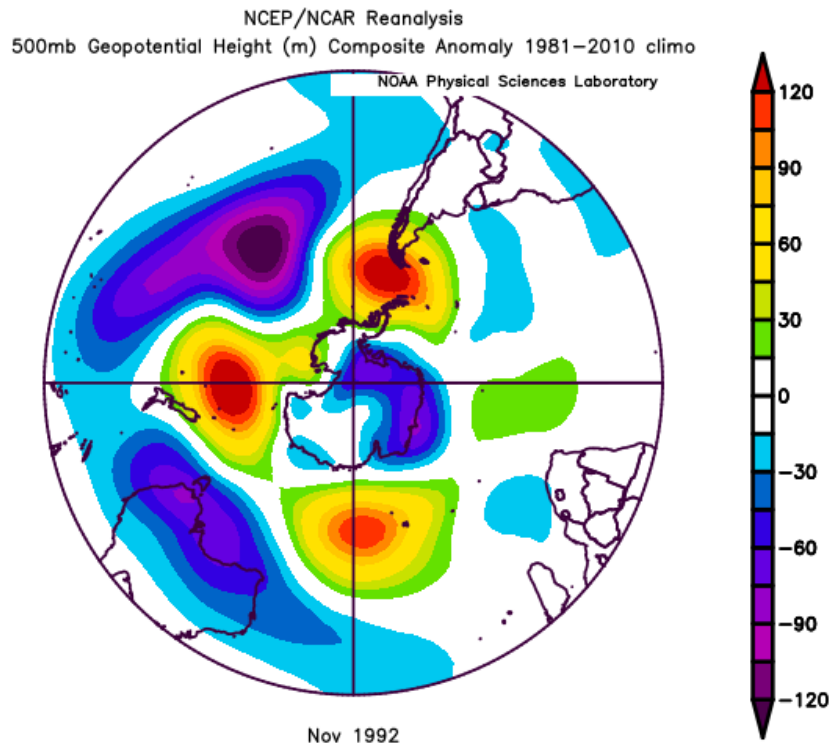 NCEP/NCAR Reanalysis
500mb Geopotential Height (m) Composite Anomaly 1981–2010 climo
NOAA Physical Sciences Laboratory
120
90
60
30
0
−30
−60
−90
−120
Nov 1992